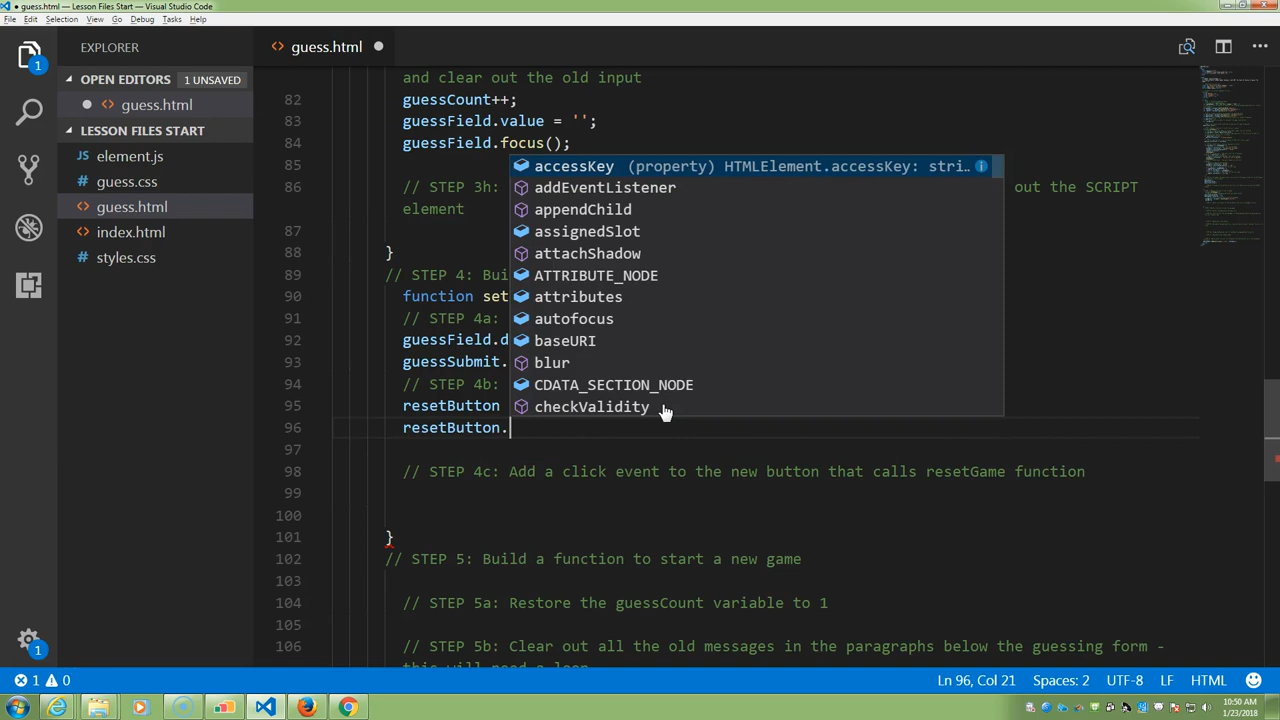 guess.html — Lesson Files Start — Visual Studio Code
File Edit Selection View Go Debug Tasks Help
EXPLORER
OPEN EDITORS 1 UNSAVED
guess.html
LESSON FILES START
element.js
guess.css
guess.html
index.html
styles.css
1
1
guess.html
and clear out the old input
82 guessCount++;
83 guessField.value = '';
84 guessField.focus();
85
86 // STEP 3h: out the SCRIPT
element
87
88 }
89 // STEP 4: Bui
90 function set
91 // STEP 4a:
92 guessField.d
93 guessSubmit.
94 // STEP 4b:
95 resetButton
96 resetButton.
97
98 // STEP 4c: Add a click event to the new button that calls resetGame function
99
100
101 }
102 // STEP 5: Build a function to start a new game
103
104 // STEP 5a: Restore the guessCount variable to 1
105
106 // STEP 5b: Clear out all the old messages in the paragraphs below the guessing form -
this will need a loop
accessKey (property) HTMLElement.accessKey: stri...
addEventListener
appendChild
assignedSlot
attachShadow
ATTRIBUTE_NODE
attributes
autofocus
baseURI
blur
CDATA_SECTION_NODE
checkValidity
1 0 Ln 96, Col 21 Spaces: 2 UTF-8 LF HTML
10:50 AM
1/23/2018